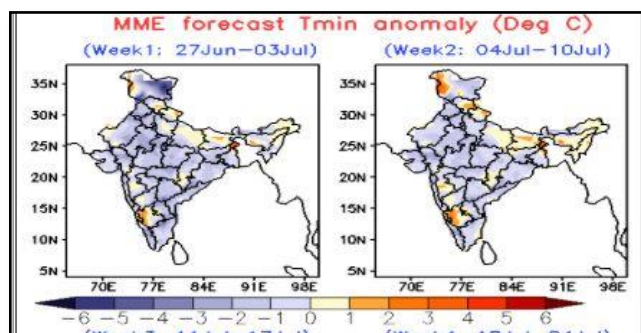 MME forecast Tmin anomaly (Deg C)
(Week1: 27Jun-03Jul) (Week2: 04Jul-10Jul)
35N 35N
30N 30N
25N 25N
20N 20N
15N 15N
10N 10N
5N 5N
70E 77E 84E 91E 98E 70E 77E 84E 91E 98E
-6 -5 -4 -3 -2 -1 0 1 2 3 4 5 6